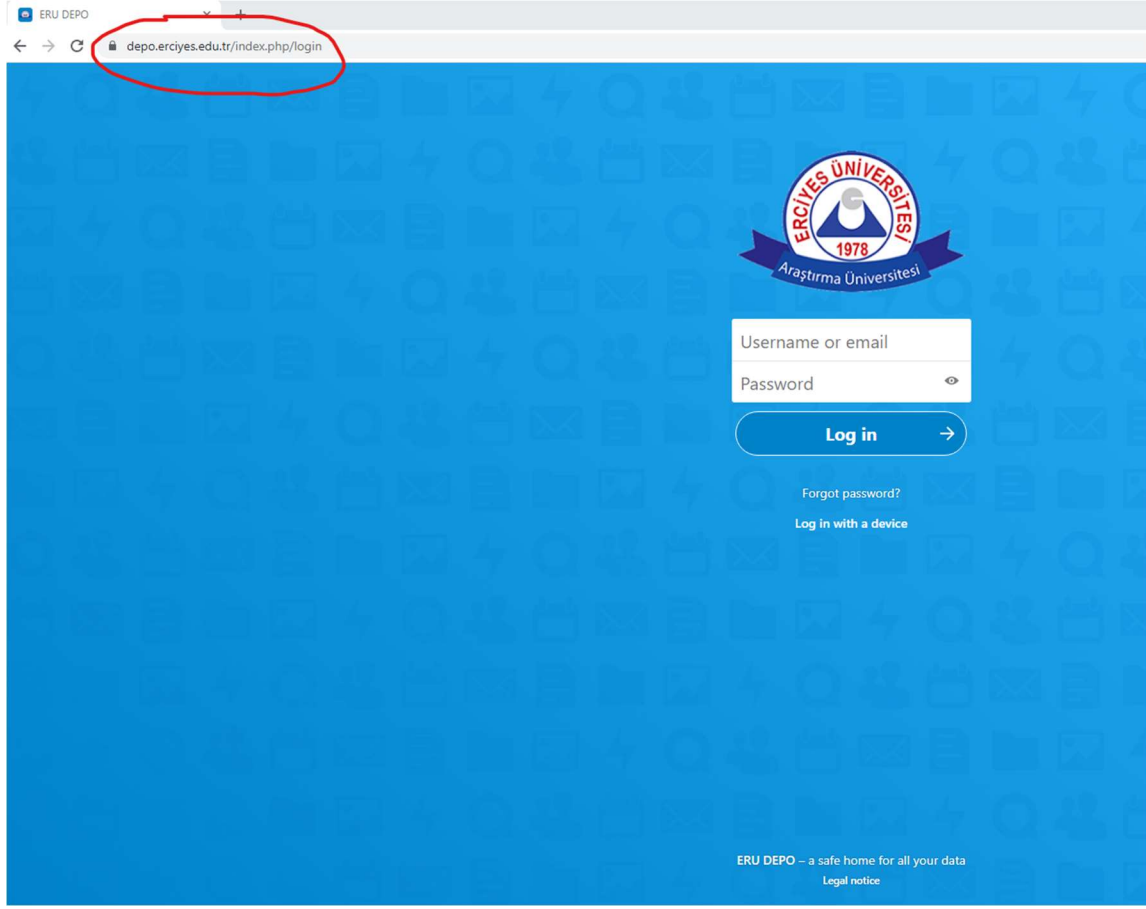 ERU DEPO
depo.erciyes.edu.tr/index.php/login
ERCİYES ÜNİVERSİTESİ
1978
Araştırma Üniversitesi
Username or email
Password
Log in
Forgot password?
Log in with a device
ERU DEPO – a safe home for all your data
Legal notice